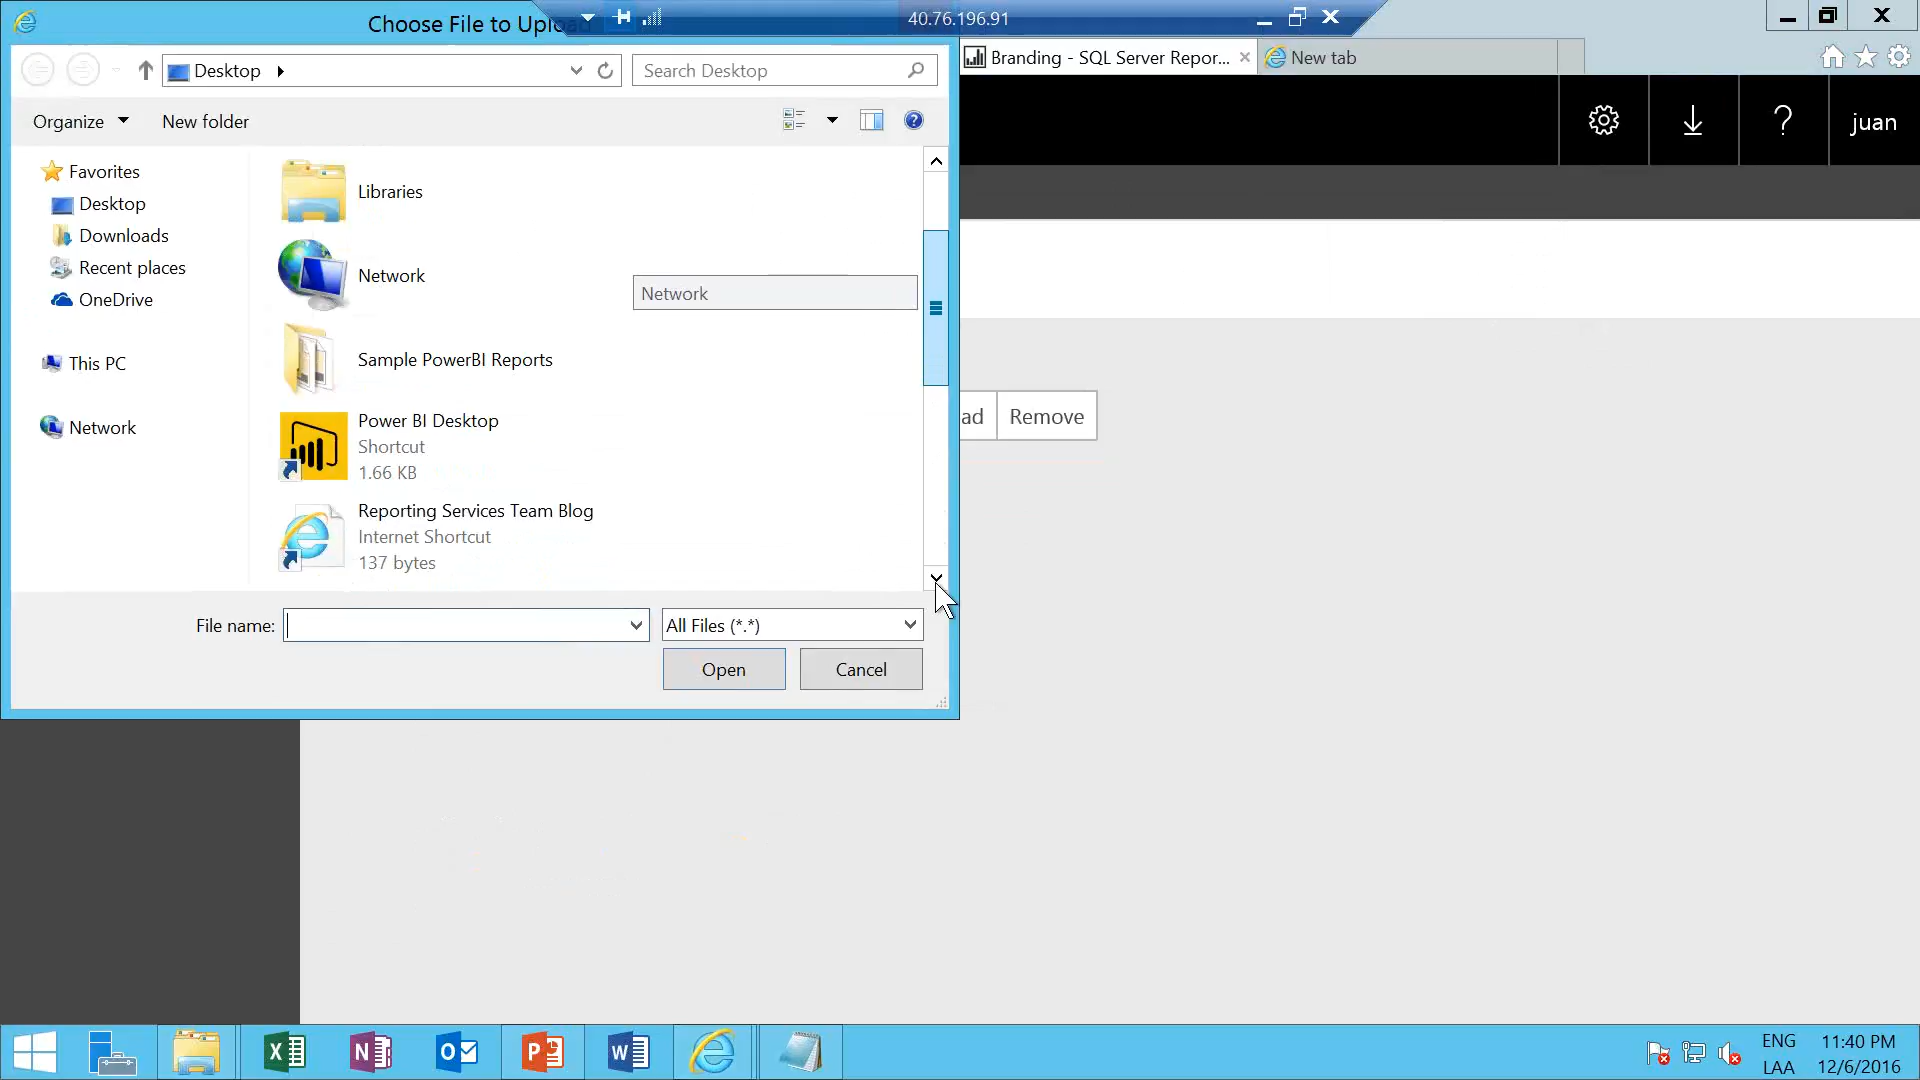 Choose File to Uplo
40.76.196.91
Desktop
Search Desktop
Branding - SQL Server Repor...
New tab
Organize
New folder
juan
Favorites
Desktop
Downloads
Recent places
OneDrive
This PC
Network
Libraries
Network
Network
Sample PowerBI Reports
Power BI Desktop
Shortcut
1.66 KB
Reporting Services Team Blog
Internet Shortcut
137 bytes
ad
Remove
File name:
All Files (*.*)
Open
Cancel
ENG
LAA
11:40 PM
12/6/2016